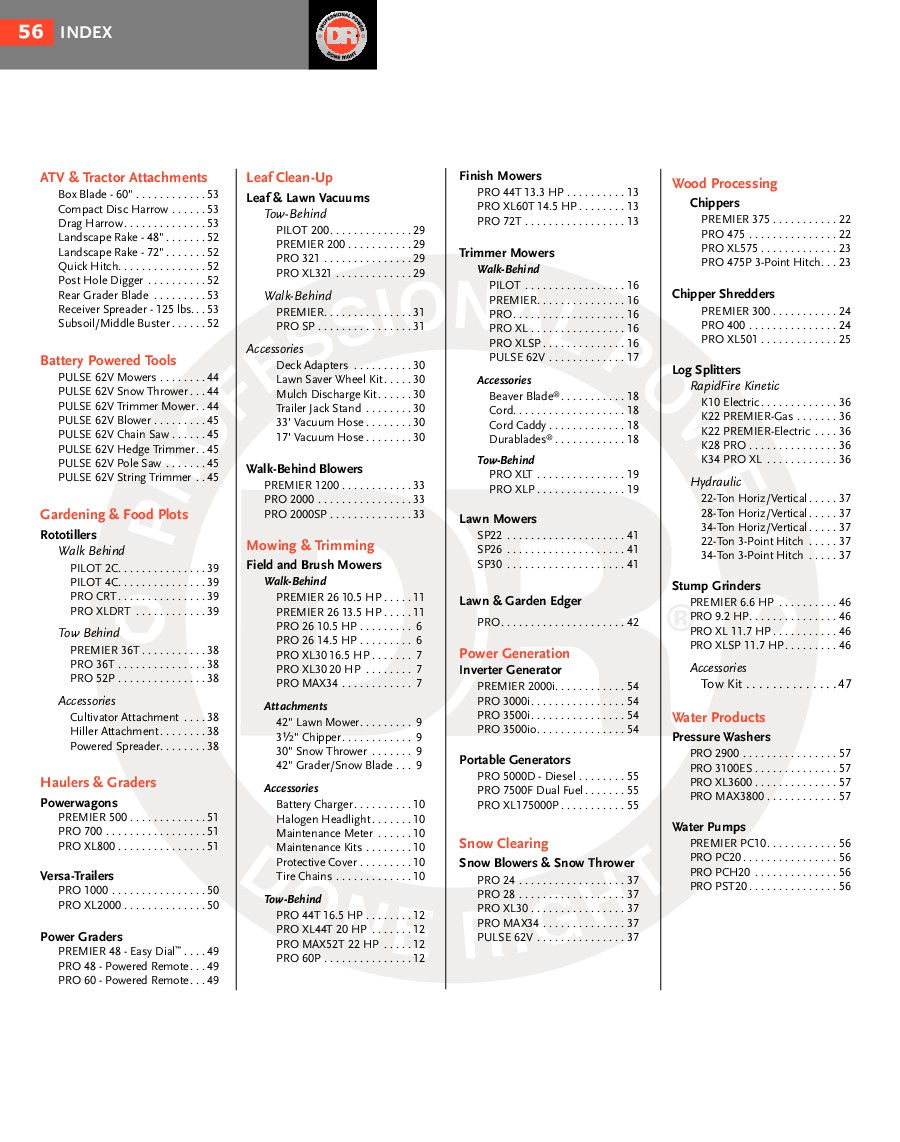 56 INDEX
PROFESSIONAL POWER
DR
DONE RIGHT
ATV & Tractor Attachments
Box Blade - 60" . . . . . . . . . . . . 53
Compact Disc Harrow . . . . . . 53
Drag Harrow. . . . . . . . . . . . . . 53
Landscape Rake - 48" . . . . . . . 52
Landscape Rake - 72" . . . . . . . 52
Quick Hitch. . . . . . . . . . . . . . . 52
Post Hole Digger . . . . . . . . . . . 52
Rear Grader Blade . . . . . . . . . 53
Receiver Spreader - 125 lbs. . . 53
Subsoil/Middle Buster . . . . . . 52
Battery Powered Tools
PULSE 62V Mowers . . . . . . . . 44
PULSE 62V Snow Thrower. . . 44
PULSE 62V Trimmer Mower. . 44
PULSE 62V Blower . . . . . . . . . 45
PULSE 62V Chain Saw . . . . . . 45
PULSE 62V Hedge Trimmer. . 45
PULSE 62V Pole Saw . . . . . . . 45
PULSE 62V String Trimmer . . 45
Gardening & Food Plots
Rototillers
Walk Behind
PILOT 2C. . . . . . . . . . . . . . . 39
PILOT 4C. . . . . . . . . . . . . . . 39
PRO CRT. . . . . . . . . . . . . . . 39
PRO XLDRT . . . . . . . . . . . . 39
Tow Behind
PREMIER 36T . . . . . . . . . . . 38
PRO 36T . . . . . . . . . . . . . . . 38
PRO 52P . . . . . . . . . . . . . . . 38
Accessories
Cultivator Attachment . . . . 38
Hiller Attachment. . . . . . . . 38
Powered Spreader. . . . . . . . 38
Haulers & Graders
Powerwagons
PREMIER 500 . . . . . . . . . . . . . 51
PRO 700 . . . . . . . . . . . . . . . . . 51
PRO XL800 . . . . . . . . . . . . . . . 51
Versa-Trailers
PRO 1000 . . . . . . . . . . . . . . . . 50
PRO XL2000 . . . . . . . . . . . . . . 50
Power Graders
PREMIER 48 - Easy Dial™ . . . . 49
PRO 48 - Powered Remote. . . 49
PRO 60 - Powered Remote. . . 49
Leaf Clean-Up
Leaf & Lawn Vacuums
Tow-Behind
PILOT 200. . . . . . . . . . . . . . 29
PREMIER 200 . . . . . . . . . . . 29
PRO 321 . . . . . . . . . . . . . . . 29
PRO XL321 . . . . . . . . . . . . . 29
Walk-Behind
PREMIER. . . . . . . . . . . . . . . 31
PRO SP . . . . . . . . . . . . . . . . 31
Accessories
Deck Adapters . . . . . . . . . . 30
Lawn Saver Wheel Kit. . . . . 30
Mulch Discharge Kit. . . . . . 30
Trailer Jack Stand . . . . . . . . 30
33' Vacuum Hose . . . . . . . . 30
17' Vacuum Hose . . . . . . . . 30
Walk-Behind Blowers
PREMIER 1200 . . . . . . . . . . . . 33
PRO 2000 . . . . . . . . . . . . . . . . 33
PRO 2000SP . . . . . . . . . . . . . . 33
Mowing & Trimming
Field and Brush Mowers
Walk-Behind
PREMIER 26 10.5 HP . . . . . 11
PREMIER 26 13.5 HP . . . . . 11
PRO 26 10.5 HP . . . . . . . . . 6
PRO 26 14.5 HP . . . . . . . . . 6
PRO XL30 16.5 HP . . . . . . . 7
PRO XL30 20 HP . . . . . . . . 7
PRO MAX34 . . . . . . . . . . . . 7
Attachments
42" Lawn Mower. . . . . . . . . 9
3½" Chipper. . . . . . . . . . . . 9
30" Snow Thrower . . . . . . . 9
42" Grader/Snow Blade . . . 9
Accessories
Battery Charger. . . . . . . . . . 10
Halogen Headlight. . . . . . . 10
Maintenance Meter . . . . . . 10
Maintenance Kits . . . . . . . . 10
Protective Cover . . . . . . . . . 10
Tire Chains . . . . . . . . . . . . . 10
Tow-Behind
PRO 44T 16.5 HP . . . . . . . . 12
PRO XL44T 20 HP . . . . . . . 12
PRO MAX52T 22 HP . . . . . 12
PRO 60P . . . . . . . . . . . . . . . 12
Finish Mowers
PRO 44T 13.3 HP . . . . . . . . . . 13
PRO XL60T 14.5 HP . . . . . . . . 13
PRO 72T . . . . . . . . . . . . . . . . . 13
Trimmer Mowers
Walk-Behind
PILOT . . . . . . . . . . . . . . . . . 16
PREMIER. . . . . . . . . . . . . . . 16
PRO. . . . . . . . . . . . . . . . . . . 16
PRO XL . . . . . . . . . . . . . . . . 16
PRO XLSP . . . . . . . . . . . . . . 16
PULSE 62V . . . . . . . . . . . . . 17
Accessories
Beaver Blade® . . . . . . . . . . . 18
Cord. . . . . . . . . . . . . . . . . . . 18
Cord Caddy . . . . . . . . . . . . . 18
Durablades® . . . . . . . . . . . . 18
Tow-Behind
PRO XLT . . . . . . . . . . . . . . . 19
PRO XLP . . . . . . . . . . . . . . . 19
Lawn Mowers
SP22 . . . . . . . . . . . . . . . . . . . . 41
SP26 . . . . . . . . . . . . . . . . . . . . 41
SP30 . . . . . . . . . . . . . . . . . . . . 41
Lawn & Garden Edger
PRO. . . . . . . . . . . . . . . . . . . . . 42
Power Generation
Inverter Generator
PREMIER 2000i. . . . . . . . . . . . 54
PRO 3000i. . . . . . . . . . . . . . . . 54
PRO 3500i. . . . . . . . . . . . . . . . 54
PRO 3500io. . . . . . . . . . . . . . . 54
Portable Generators
PRO 5000D - Diesel . . . . . . . . 55
PRO 7500F Dual Fuel . . . . . . . 55
PRO XL175000P . . . . . . . . . . . 55
Snow Clearing
Snow Blowers & Snow Thrower
PRO 24 . . . . . . . . . . . . . . . . . . 37
PRO 28 . . . . . . . . . . . . . . . . . . 37
PRO XL30 . . . . . . . . . . . . . . . . 37
PRO MAX34 . . . . . . . . . . . . . . 37
PULSE 62V . . . . . . . . . . . . . . . 37
Wood Processing
Chippers
PREMIER 375 . . . . . . . . . . . 22
PRO 475 . . . . . . . . . . . . . . . 22
PRO XL575 . . . . . . . . . . . . . 23
PRO 475P 3-Point Hitch. . . 23
Chipper Shredders
PREMIER 300 . . . . . . . . . . . 24
PRO 400 . . . . . . . . . . . . . . . 24
PRO XL501 . . . . . . . . . . . . . 25
Log Splitters
RapidFire Kinetic
K10 Electric. . . . . . . . . . . . . 36
K22 PREMIER-Gas . . . . . . . 36
K22 PREMIER-Electric . . . . 36
K28 PRO . . . . . . . . . . . . . . . 36
K34 PRO XL . . . . . . . . . . . . 36
Hydraulic
22-Ton Horiz/Vertical . . . . . 37
28-Ton Horiz/Vertical . . . . . 37
34-Ton Horiz/Vertical . . . . . 37
22-Ton 3-Point Hitch . . . . . 37
34-Ton 3-Point Hitch . . . . . 37
Stump Grinders
PREMIER 6.6 HP . . . . . . . . . . 46
PRO 9.2 HP. . . . . . . . . . . . . . . 46
PRO XL 11.7 HP . . . . . . . . . . . 46
PRO XLSP 11.7 HP . . . . . . . . . 46
Accessories
Tow Kit . . . . . . . . . . . . . . 47
Water Products
Pressure Washers
PRO 2900 . . . . . . . . . . . . . . . . 57
PRO 3100ES . . . . . . . . . . . . . . 57
PRO XL3600 . . . . . . . . . . . . . . 57
PRO MAX3800 . . . . . . . . . . . . 57
Water Pumps
PREMIER PC10. . . . . . . . . . . . 56
PRO PC20 . . . . . . . . . . . . . . . . 56
PRO PCH20 . . . . . . . . . . . . . . 56
PRO PST20 . . . . . . . . . . . . . . . 56
PROFESSIONAL POWER
DR®
DONE RIGHT